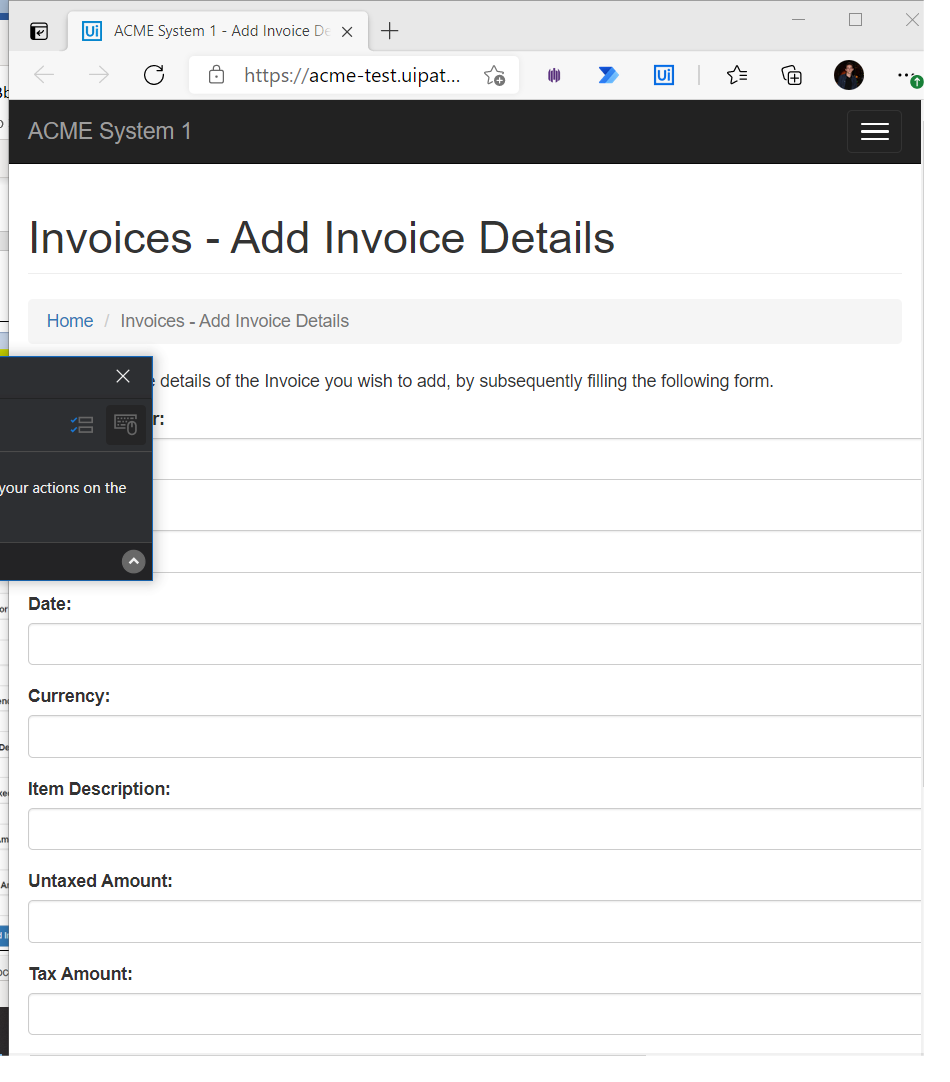 Ui ACME System 1 - Add Invoice De
https://acme-test.uipat...
Ui
ACME System 1
Invoices - Add Invoice Details
Home / Invoices - Add Invoice Details
details of the Invoice you wish to add, by subsequently filling the following form.
r:
your actions on the
Date:
Currency:
Item Description:
Untaxed Amount:
Tax Amount: